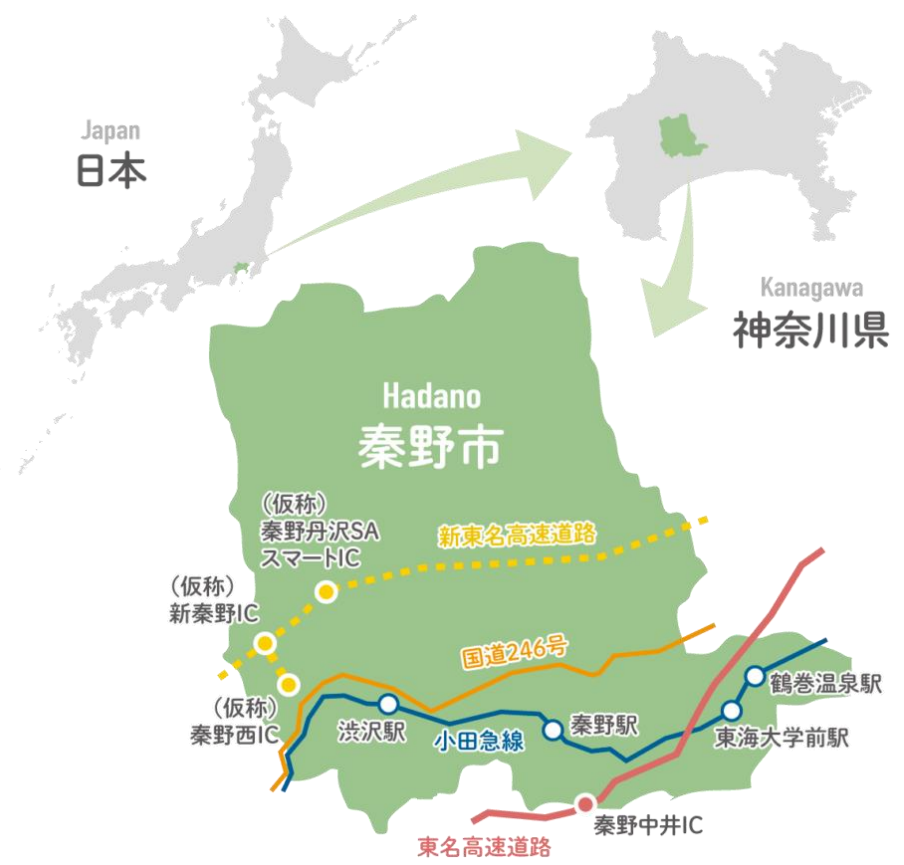 Japan
日本
Kanagawa
神奈川県
Hadano
秦野市
（仮称）
秦野丹沢SA
スマートIC
新東名高速道路
（仮称）
新秦野IC
国道246号
（仮称）
秦野西IC
渋沢駅
小田急線
秦野駅
鶴巻温泉駅
東海大学前駅
秦野中井IC
東名高速道路